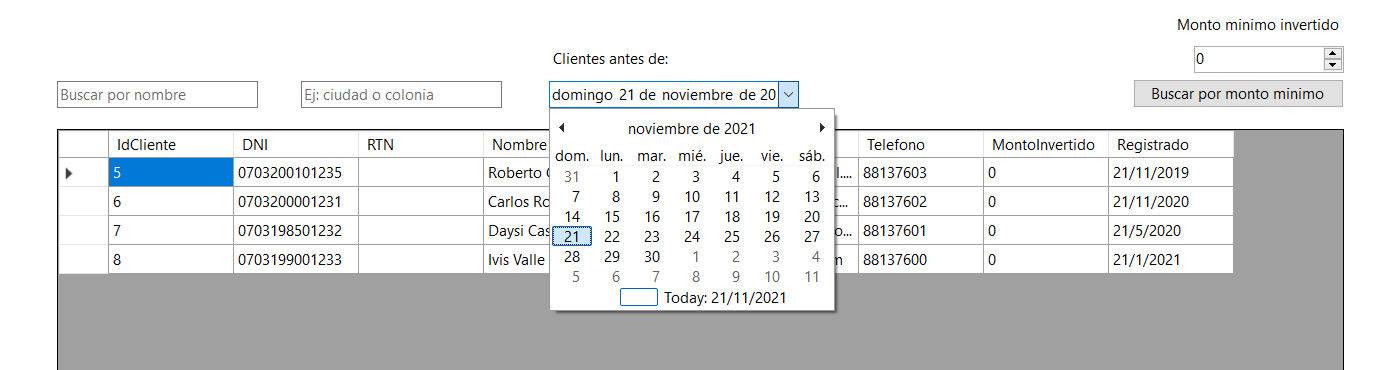 Monto minimo invertido
Clientes antes de:
0
Buscar por nombre
Ej: ciudad o colonia
domingo 21 de noviembre de 20
Buscar por monto minimo
noviembre de 2021
dom. lun. mar. mié. jue. vie. sáb.
31 1 2 3 4 5 6
7 8 9 10 11 12 13
14 15 16 17 18 19 20
21 22 23 24 25 26 27
28 29 30 1 2 3 4
5 6 7 8 9 10 11
Today: 21/11/2021
IdCliente DNI RTN Nombre Telefono MontoInvertido Registrado
5 0703200101235 Roberto 88137603 0 21/11/2019
6 0703200001231 Carlos Ro 88137602 0 21/11/2020
7 0703198501232 Daysi Cas 88137601 0 21/5/2020
8 0703199001233 Ivis Valle 88137600 0 21/1/2021